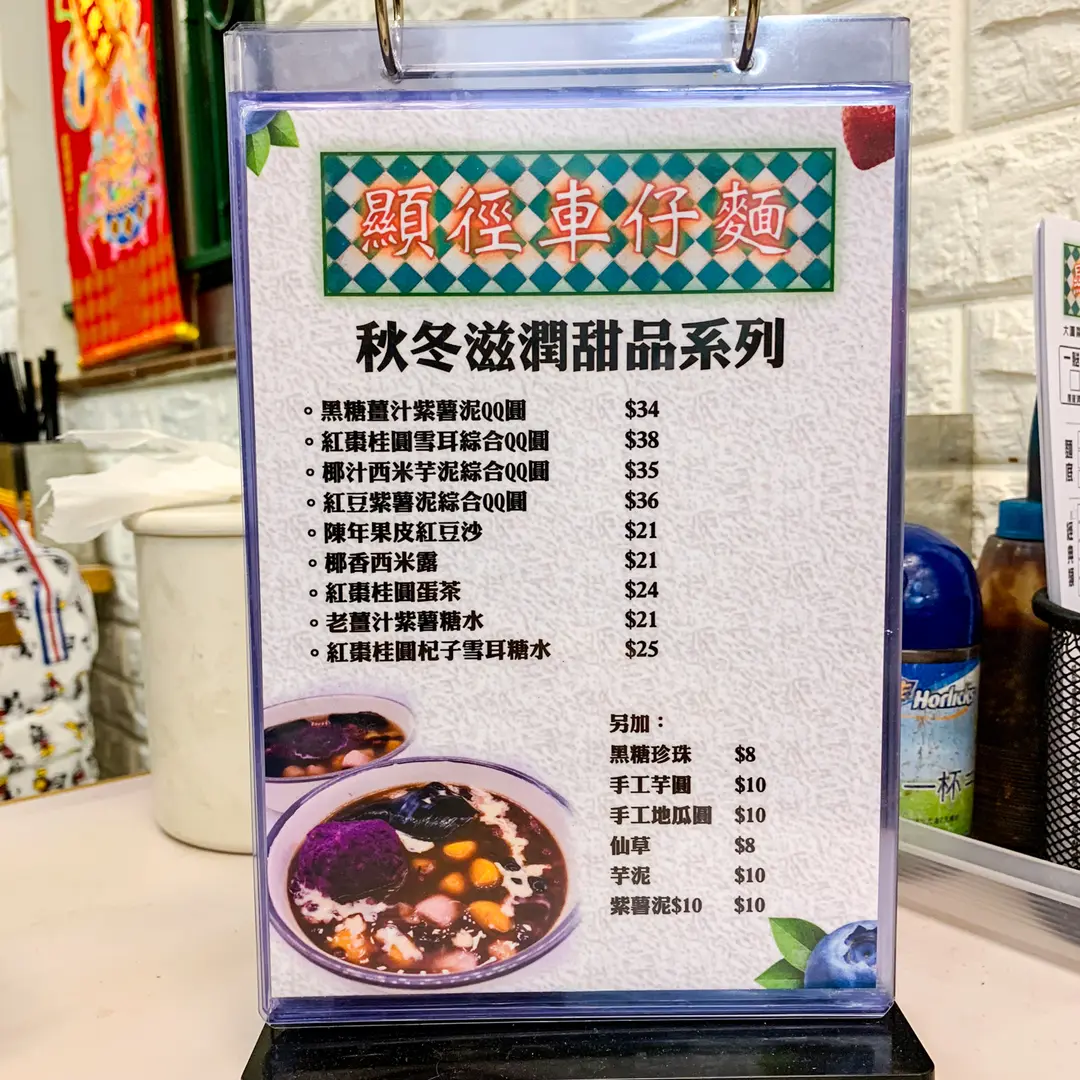 顯徑車仔麵
秋冬滋潤甜品系列
黑糖薑汁紫薯泥QQ圓 $34
紅棗桂圓雪耳綜合QQ圓 $38
椰汁西米芋泥綜合QQ圓 $35
紅豆紫薯泥綜合QQ圓 $36
陳年果皮紅豆沙 $21
椰香西米露 $21
紅棗桂圓蛋茶 $24
老薑汁紫薯糖水 $21
紅棗桂圓杞子雪耳糖水 $25
另加：
黑糖珍珠 $8
手工芋圓 $10
手工地瓜圓 $10
仙草 $8
芋泥 $10
紫薯泥$10 $10
Horlicks
一杯